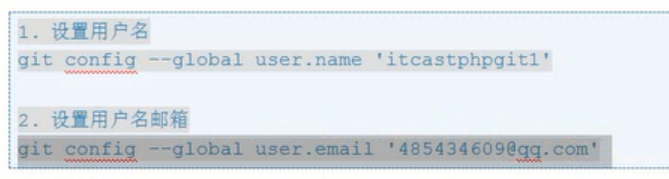 1. 设置用户名
git config --global user.name 'itcastphpgit1'
2. 设置用户名邮箱
git config --global user.email '485434609@qq.com'